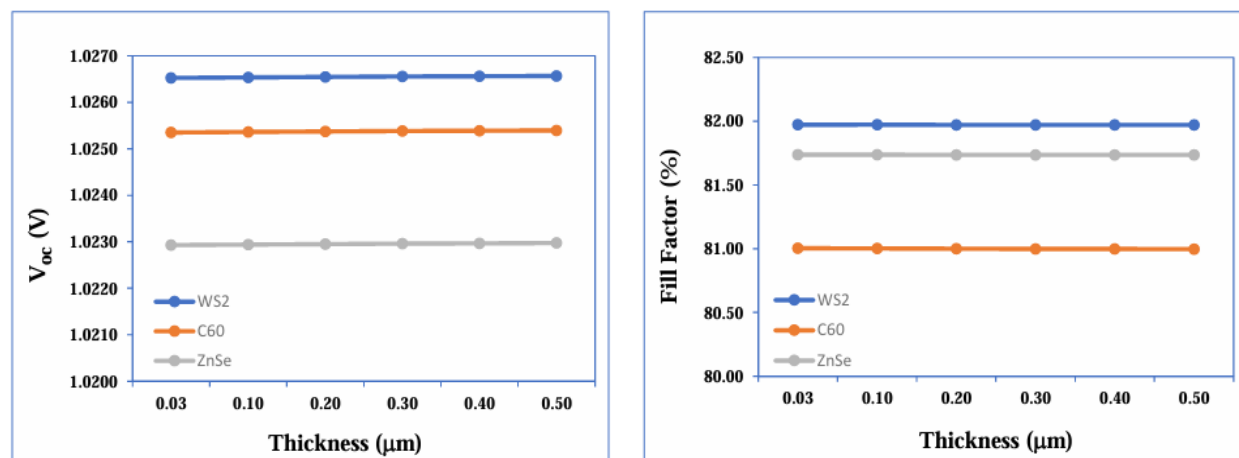 1.0270
1.0260
1.0250
1.0240
1.0230
1.0220
1.0210
1.0200
Voc (V)
WS2
C60
ZnSe
0.03 0.10 0.20 0.30 0.40 0.50
Thickness (μm)
82.50
82.00
81.50
81.00
80.50
80.00
Fill Factor (%)
WS2
C60
ZnSe
0.03 0.10 0.20 0.30 0.40 0.50
Thickness (μm)